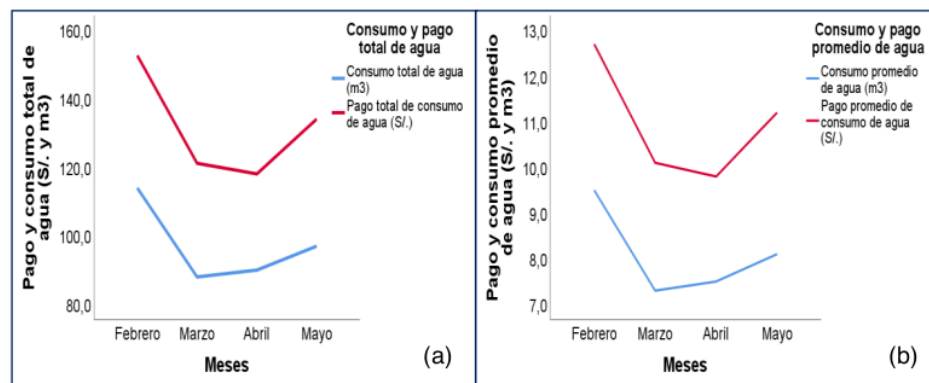 Pago y consumo total de
agua (S/. y m3)
160,0
140,0
120,0
100,0
80,0
Febrero Marzo Abril Mayo
Meses
Consumo y pago
total de agua
Consumo total de agua
(m3)
Pago total de consumo
de agua (S/.)
(a)
Pago y consumo promedio
de agua (S/. y m3)
13,0
12,0
11,0
10,0
9,0
8,0
7,0
Febrero Marzo Abril Mayo
Meses
Consumo y pago
promedio de agua
Consumo promedio
de agua (m3)
Pago promedio de
consumo de agua (S/.)
(b)